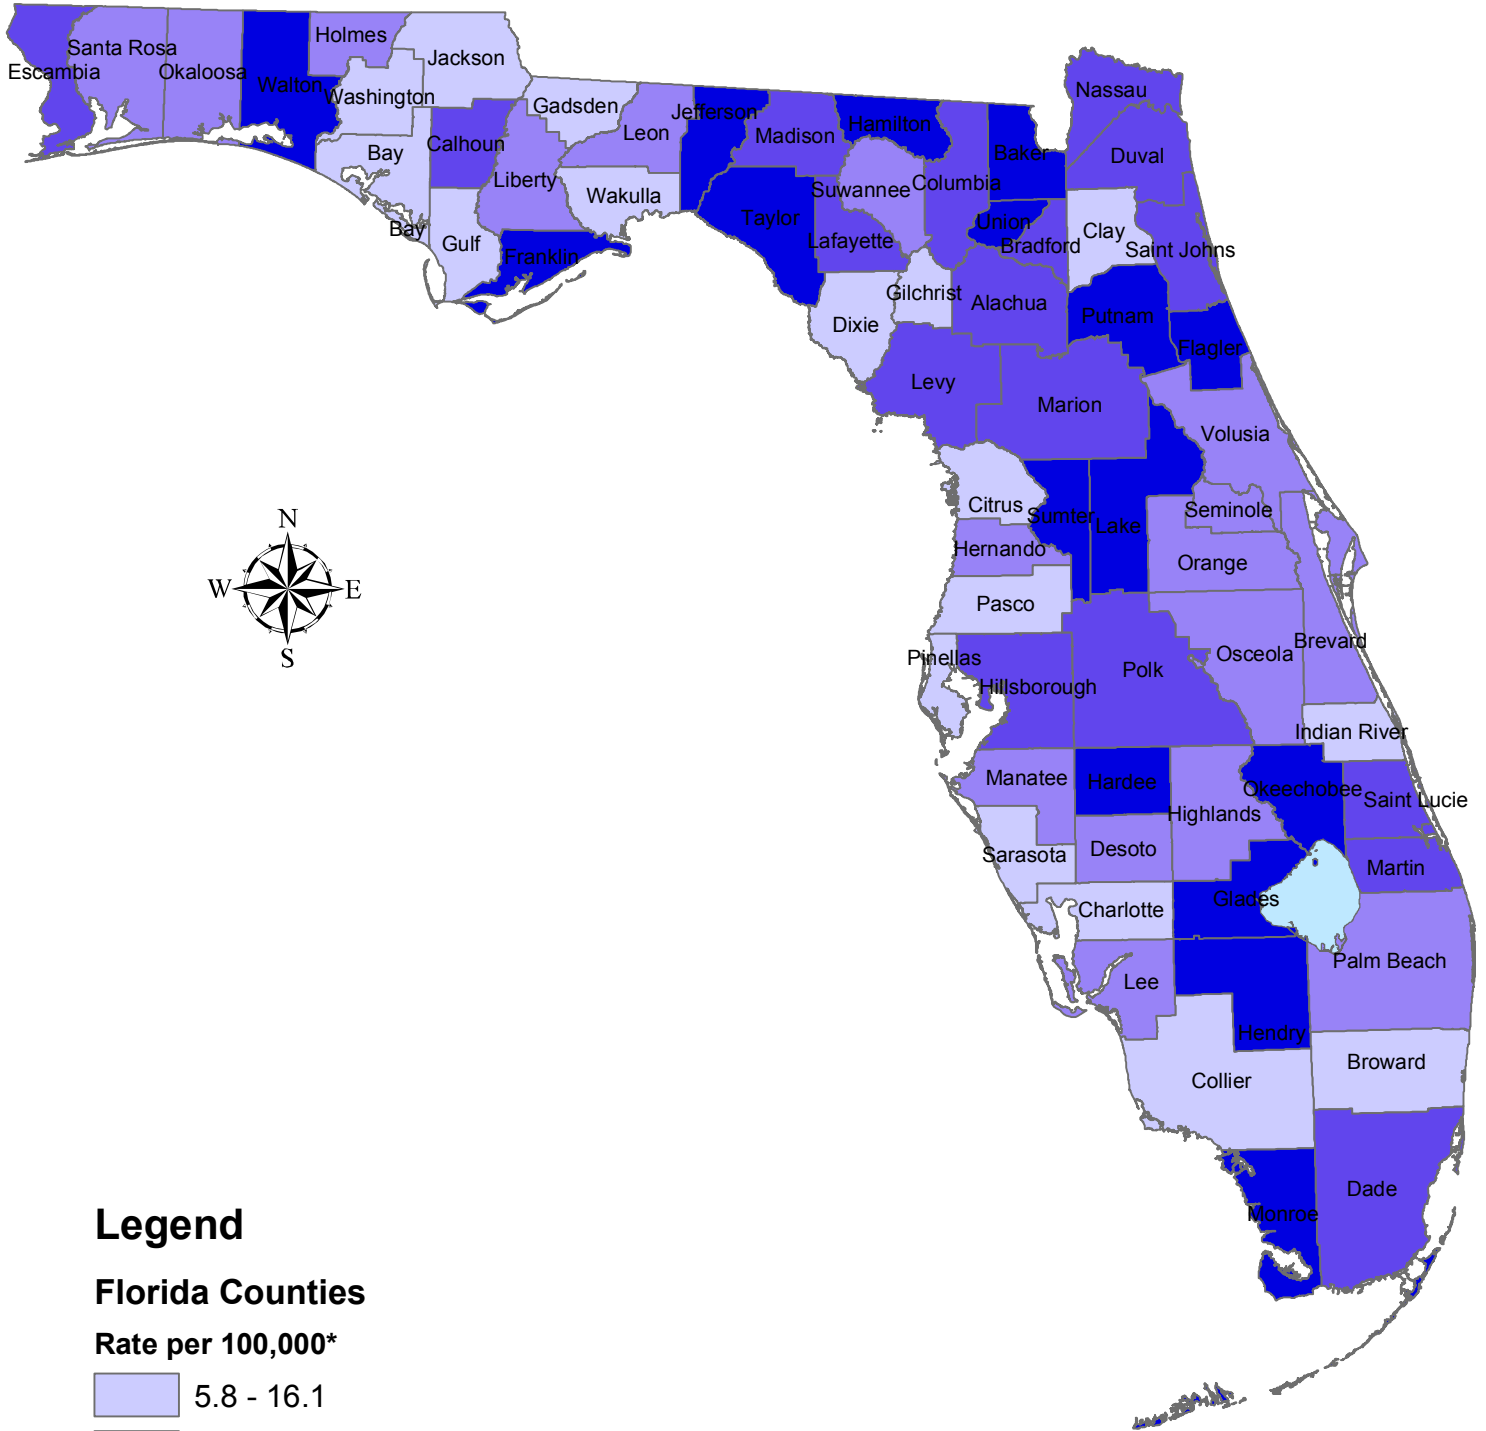 Holmes
Santa Rosa
Jackson
Escambia
Okaloosa
Walton
Nassau
Washington
Gadsden
Jefferson
Leon
Madison
Hamilton
Calhoun
Bay
Baker
Duval
Liberty
Suwannee
Columbia
Wakulla
Taylor
Union
Bay
Gulf
Lafayette
Bradford
Clay
Saint Johns
Franklin
Gilchrist
Alachua
Dixie
Putnam
Flagler
Levy
Marion
Volusia
Citrus
Sumter
Lake
Seminole
N
W
E
S
Hernando
Orange
Pasco
Brevard
Pinellas
Osceola
Polk
Hillsborough
Indian River
Manatee
Hardee
Okeechobee
Saint Lucie
Highlands
Sarasota
Desoto
Martin
Glades
Charlotte
Palm Beach
Lee
Hendry
Broward
Collier
Dade
Monroe
Legend
Florida Counties
Rate per 100,000*
5.8 - 16.1